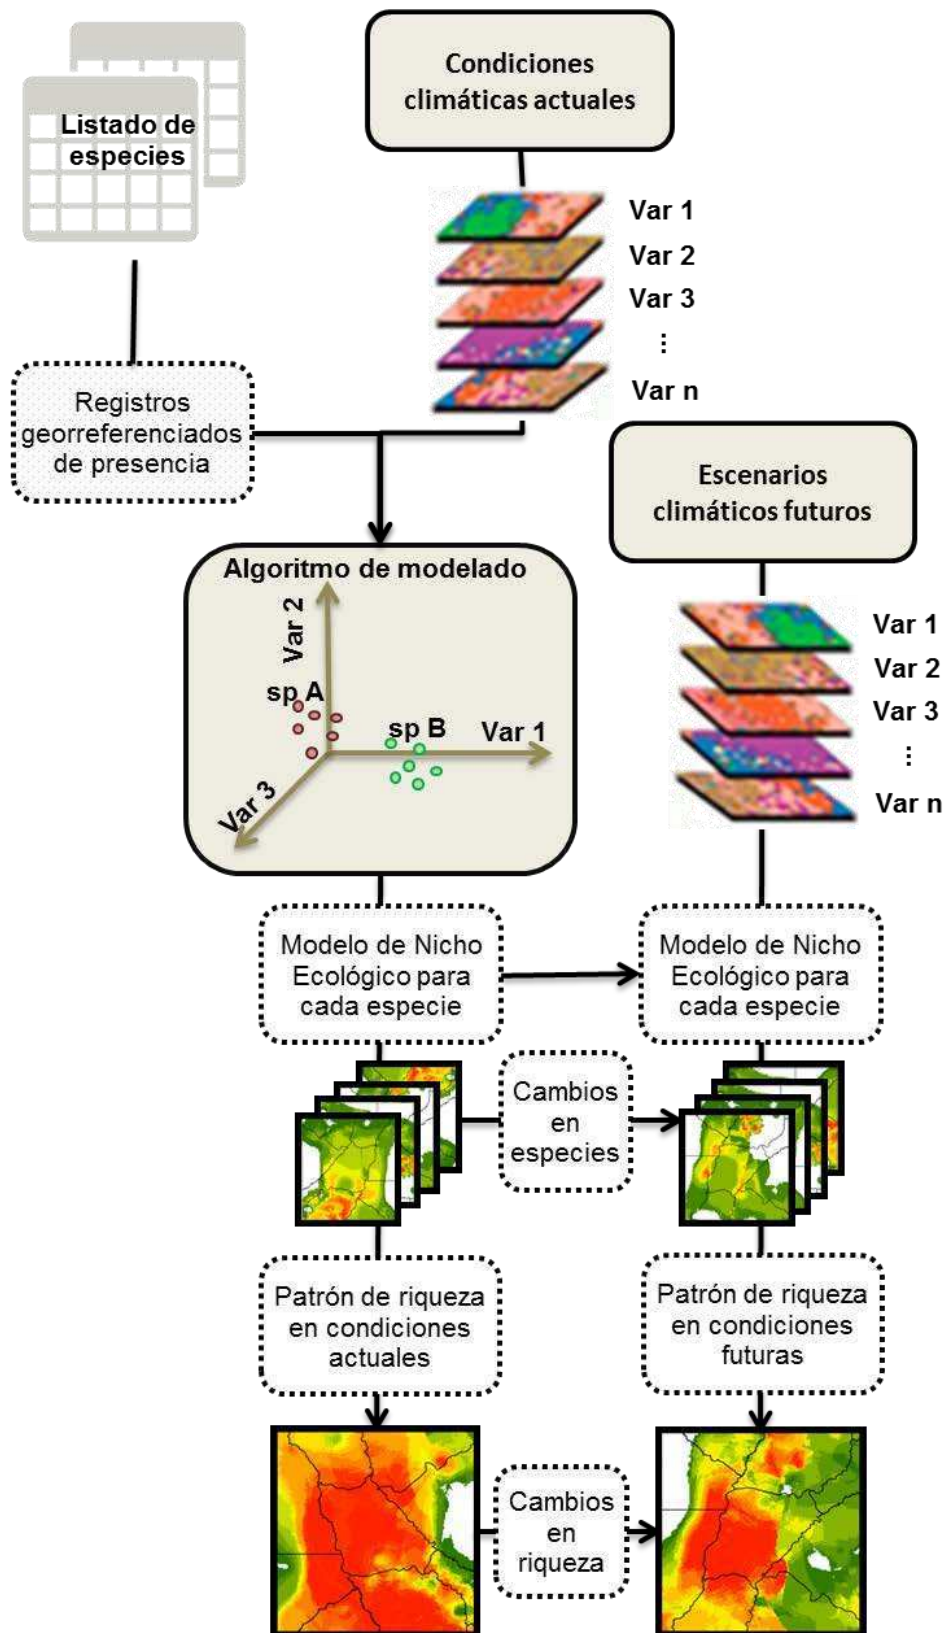 Listado de
especies
Condiciones
climáticas actuales
Var 1
Var 2
Var 3
...
Var n
Registros
georreferenciados
de presencia
Escenarios
climáticos futuros
Algoritmo de modelado
Var 2
sp A
sp B
Var 1
Var 3
Var 1
Var 2
Var 3
...
Var n
Modelo de Nicho
Ecológico para
cada especie
Modelo de Nicho
Ecológico para
cada especie
Cambios
en
especies
Patrón de riqueza
en condiciones
actuales
Patrón de riqueza
en condiciones
futuras
Cambios
en
riqueza